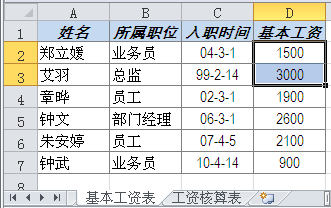 A B C D
1 姓名 所属职位 入职时间 基本工资
2 郑立媛 业务员 04-3-1 1500
3 艾羽 总监 99-2-14 3000
4 章晔 员工 02-3-1 1900
5 钟文 部门经理 06-3-1 2600
6 朱安婷 员工 07-4-5 2100
7 钟武 业务员 10-4-14 900
8
基本工资表 工资核算表